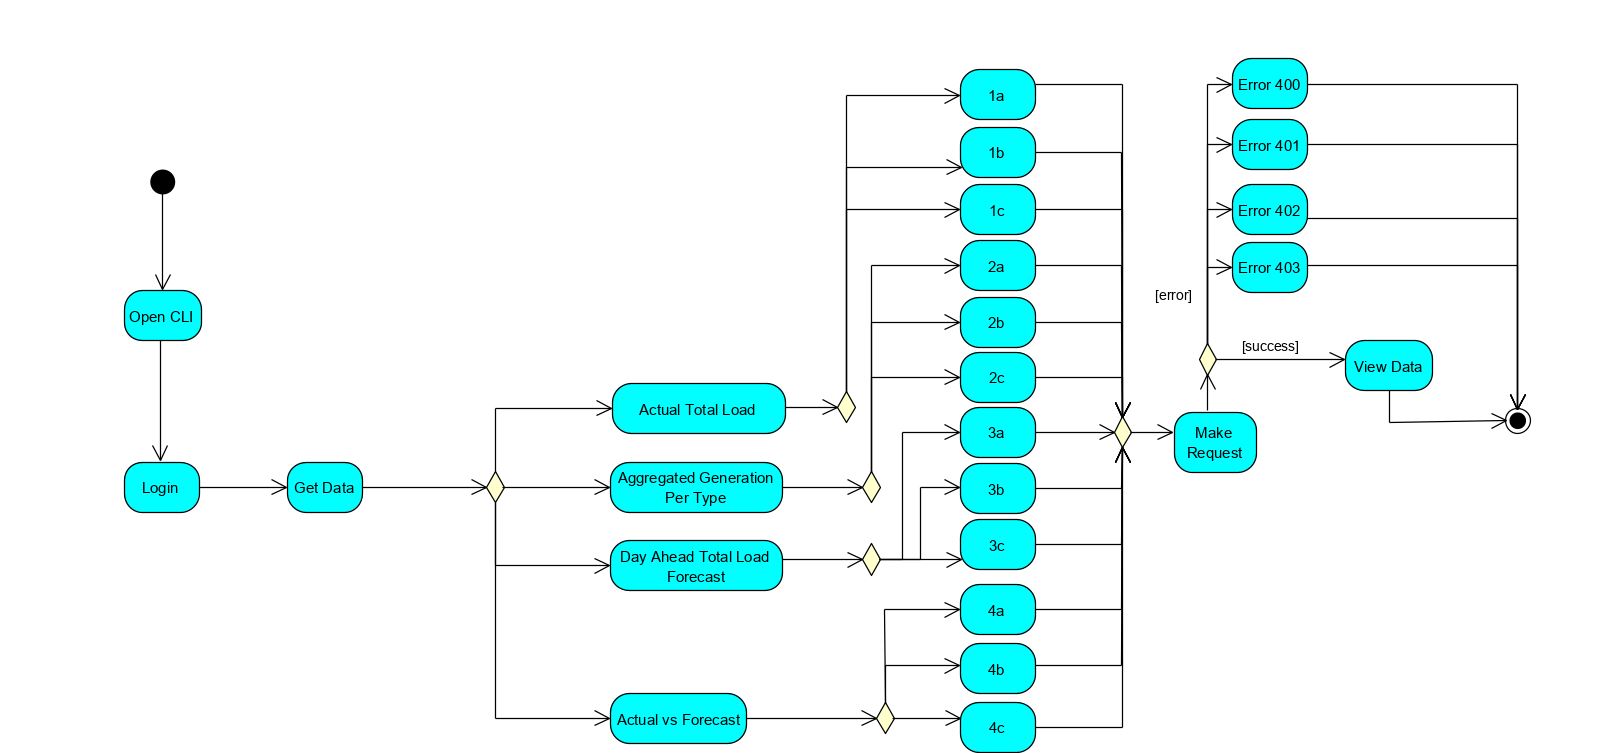 Open CLI
Login
Get Data
Actual Total Load
Aggregated Generation
Per Type
Day Ahead Total Load
Forecast
Actual vs Forecast
1a
1b
1c
2a
2b
2c
3a
3b
3c
4a
4b
4c
Make
Request
[error]
[success]
Error 400
Error 401
Error 402
Error 403
View Data